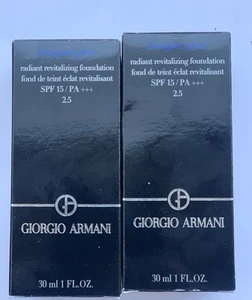 radiant revitalizing foundation
fond de teint éclat revitalisant
SPF 15 / PA +++
2.5
GIORGIO ARMANI
30 ml 1 FL.OZ.
radiant revitalizing foundation
fond de teint éclat revitalisant
SPF 15 / PA +++
2.5
GIORGIO ARMANI
30 ml 1 FL.OZ.